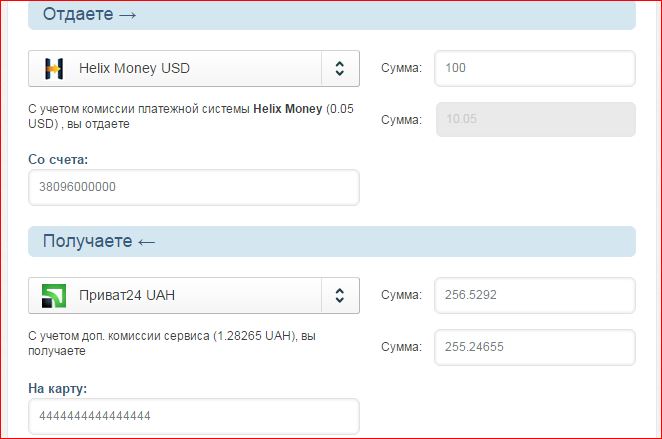 Отдаете →
Helix Money USD
Сумма:
100
С учетом комиссии платежной системы Helix Money (0.05
USD) , вы отдаете
Сумма:
10.05
Со счета:
38096000000
Получаете ←
Приват24 UAH
Сумма:
256.5292
С учетом доп. комиссии сервиса (1.28265 UAH), вы
получаете
Сумма:
255.24655
На карту:
4444444444444444